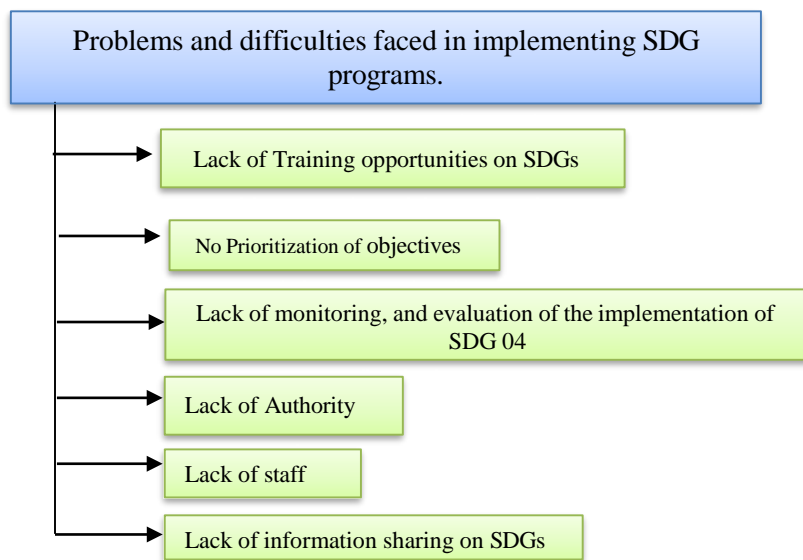 Problems and difficulties faced in implementing SDG
programs.
Lack of Training opportunities on SDGs
No Prioritization of objectives
Lack of monitoring, and evaluation of the implementation of
SDG 04
Lack of Authority
Lack of staff
Lack of information sharing on SDGs